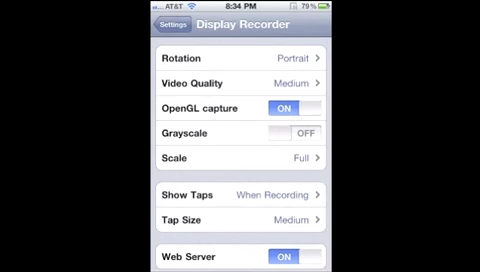 AT&T 8:34 PM 79%
Settings Display Recorder
Rotation Portrait
Video Quality Medium
OpenGL capture ON
Grayscale OFF
Scale Full
Show Taps When Recording
Tap Size Medium
Web Server ON